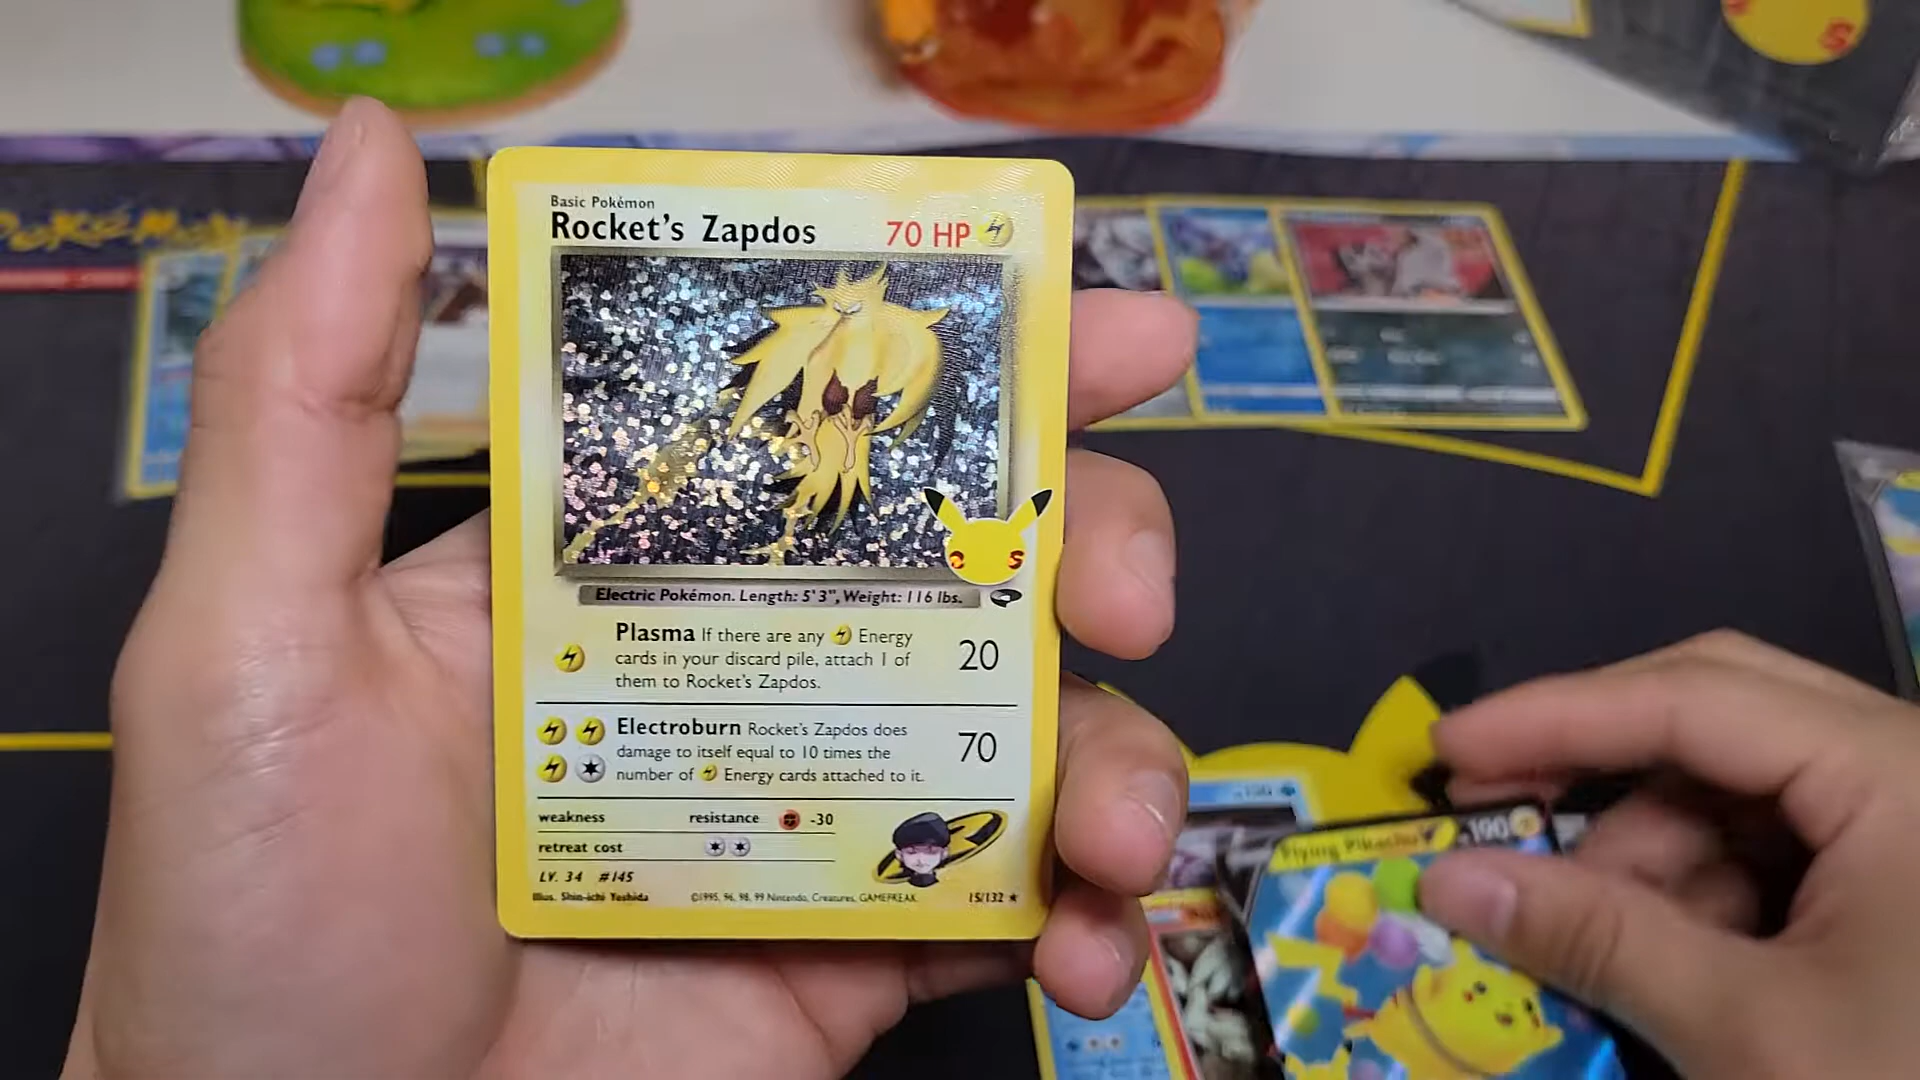 POKÉMON
Basic Pokémon
Rocket's Zapdos 70 HP
Electric Pokémon. Length: 5'3", Weight: 116 lbs.
Plasma If there are any Energy
cards in your discard pile, attach 1 of
them to Rocket's Zapdos.
20
Electroburn Rocket's Zapdos does
damage to itself equal to 10 times the
number of Energy cards attached to it.
70
weakness resistance -30
retreat cost
LV. 34 #145
Illus. Shin-ichi Yoshida ©1995, 96, 98, 99 Nintendo, Creatures, GAMEFREAK. 15/132 ★
Flying Pikachu V 190